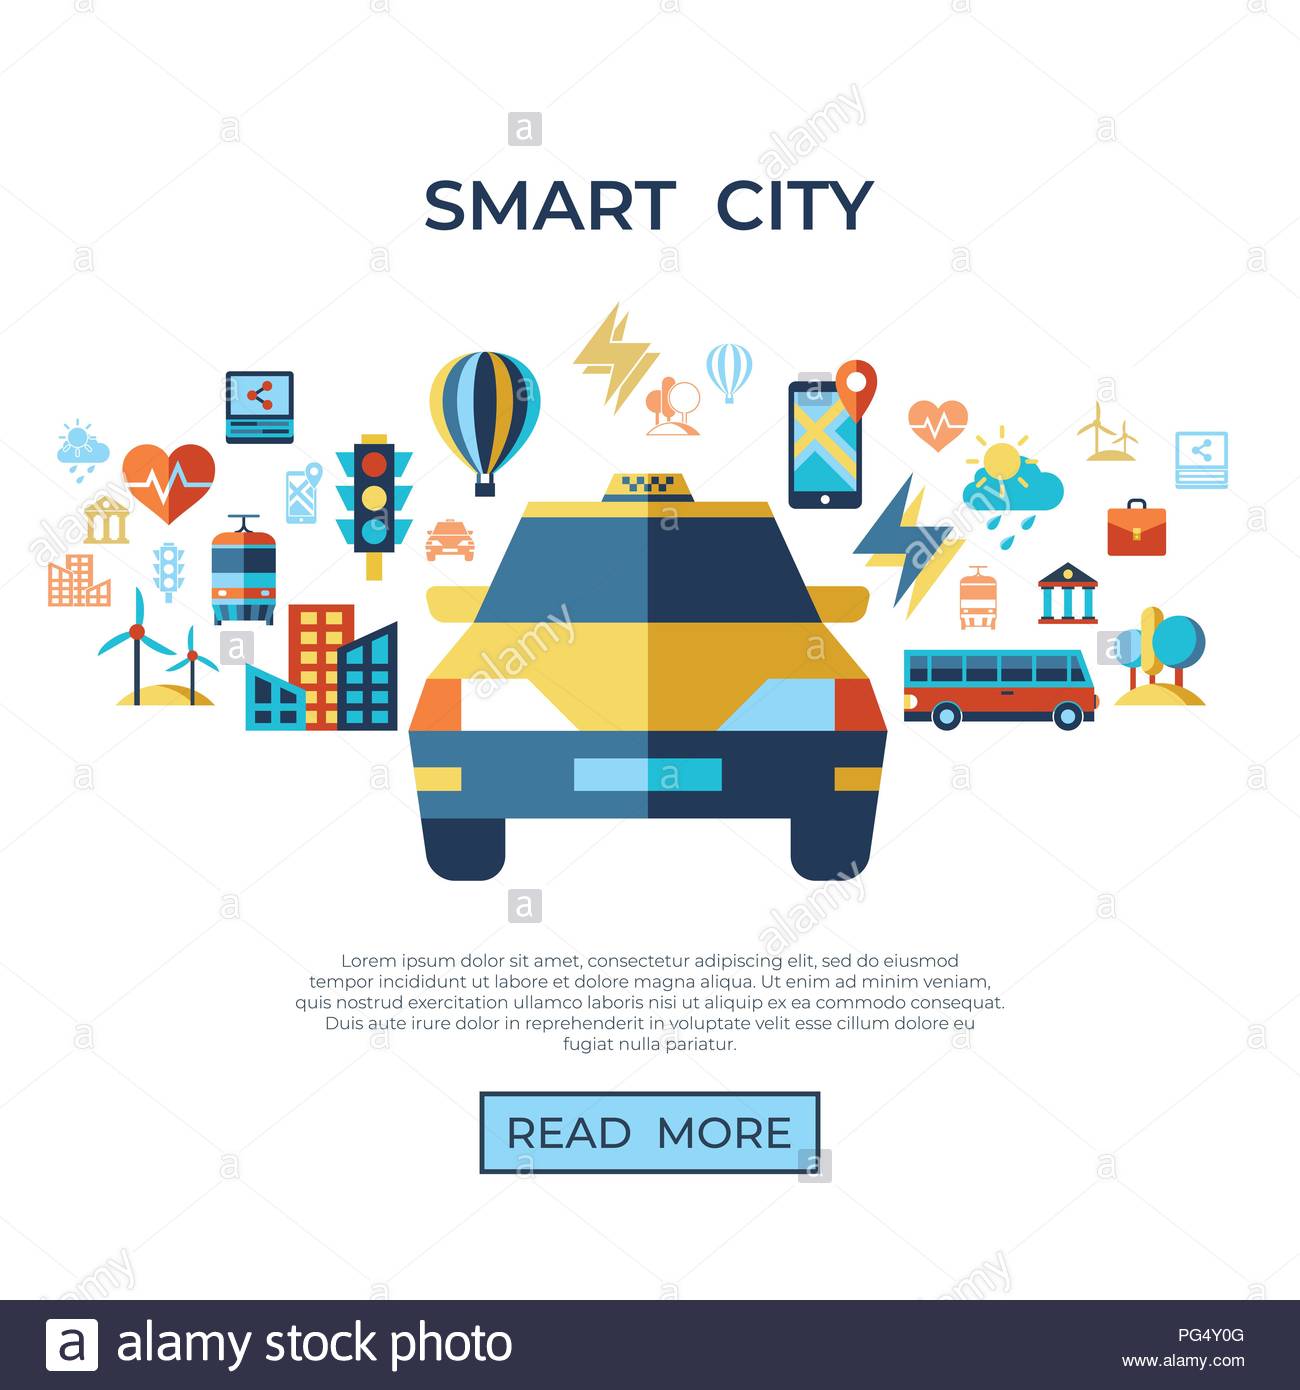 SMART CITY
Lorem ipsum dolor sit amet, consectetur adipiscing elit, sed do eiusmod
tempor incididunt ut labore et dolore magna aliqua. Ut enim ad minim veniam,
quis nostrud exercitation ullamco laboris nisi ut aliquip ex ea commodo consequat.
Duis aute irure dolor in reprehenderit in voluptate velit esse cillum dolore eu
fugiat nulla pariatur.
READ MORE
a alamy stock photo
PG4Y0G
www.alamy.com